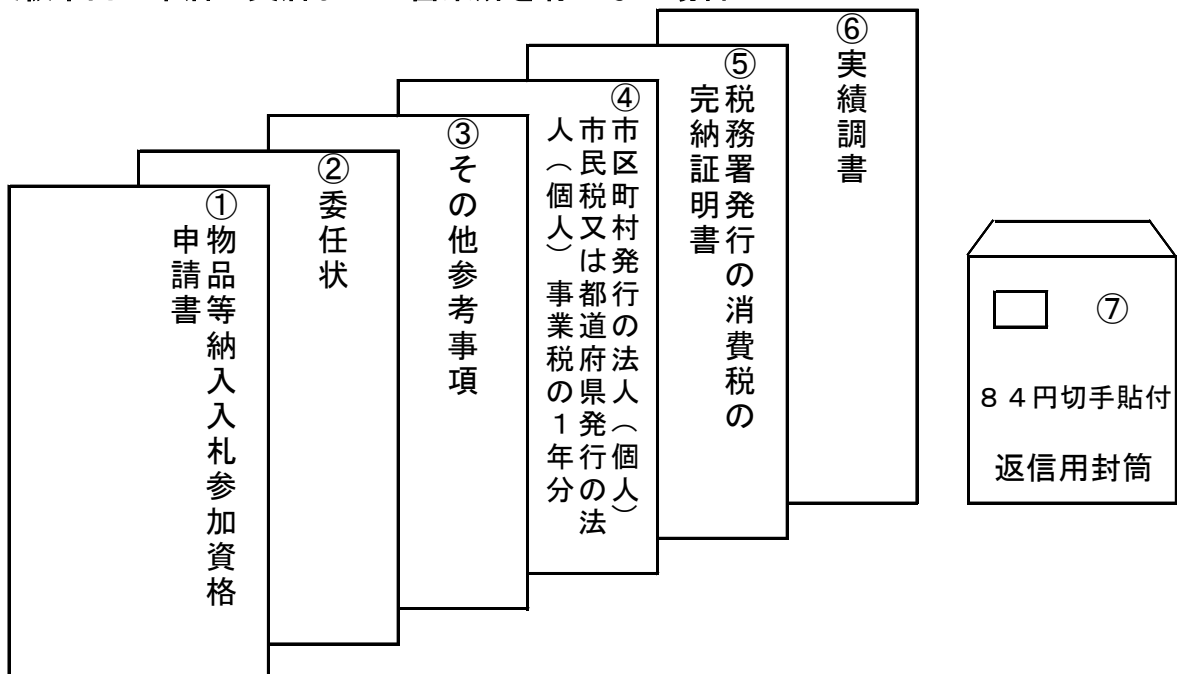 ①物品等納入入札参加資格
申請書
②委任状
③その他参考事項
④市区町村発行の法人（個人）
市民税又は都道府県発行の法
人（個人）事業税の１年分
⑤税務署発行の消費税の
完納証明書
⑥実績調書
⑦
８４円切手貼付
返信用封筒